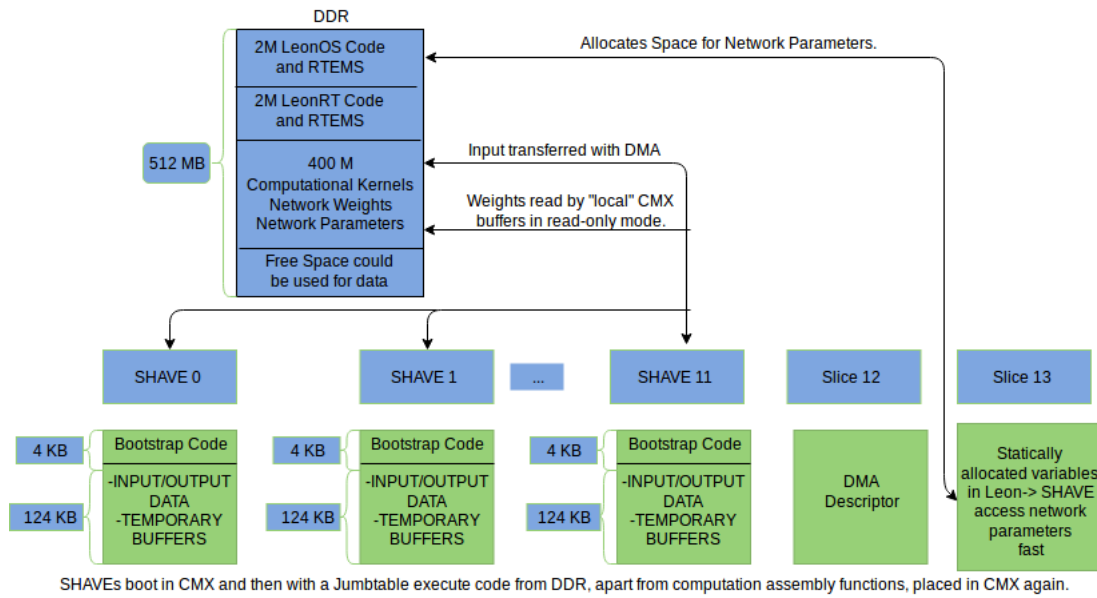 DDR
2M LeonOS Code
and RTEMS
Allocates Space for Network Parameters.
2M LeonRT Code
and RTEMS
512 MB
400 M
Computational Kernels
Network Weights
Network Parameters
Input transferred with DMA
Weights read by "local" CMX
buffers in read-only mode.
Free Space could
be used for data
SHAVE 0
SHAVE 1
...
SHAVE 11
Slice 12
Slice 13
4 KB
Bootstrap Code
124 KB
-INPUT/OUTPUT
DATA
-TEMPORARY
BUFFERS
4 KB
Bootstrap Code
124 KB
-INPUT/OUTPUT
DATA
-TEMPORARY
BUFFERS
4 KB
Bootstrap Code
124 KB
-INPUT/OUTPUT
DATA
-TEMPORARY
BUFFERS
DMA
Descriptor
Statically
allocated variables
in Leon-> SHAVE
access network
parameters
fast
SHAVEs boot in CMX and then with a Jumbtable execute code from DDR, apart from computation assembly functions, placed in CMX again.